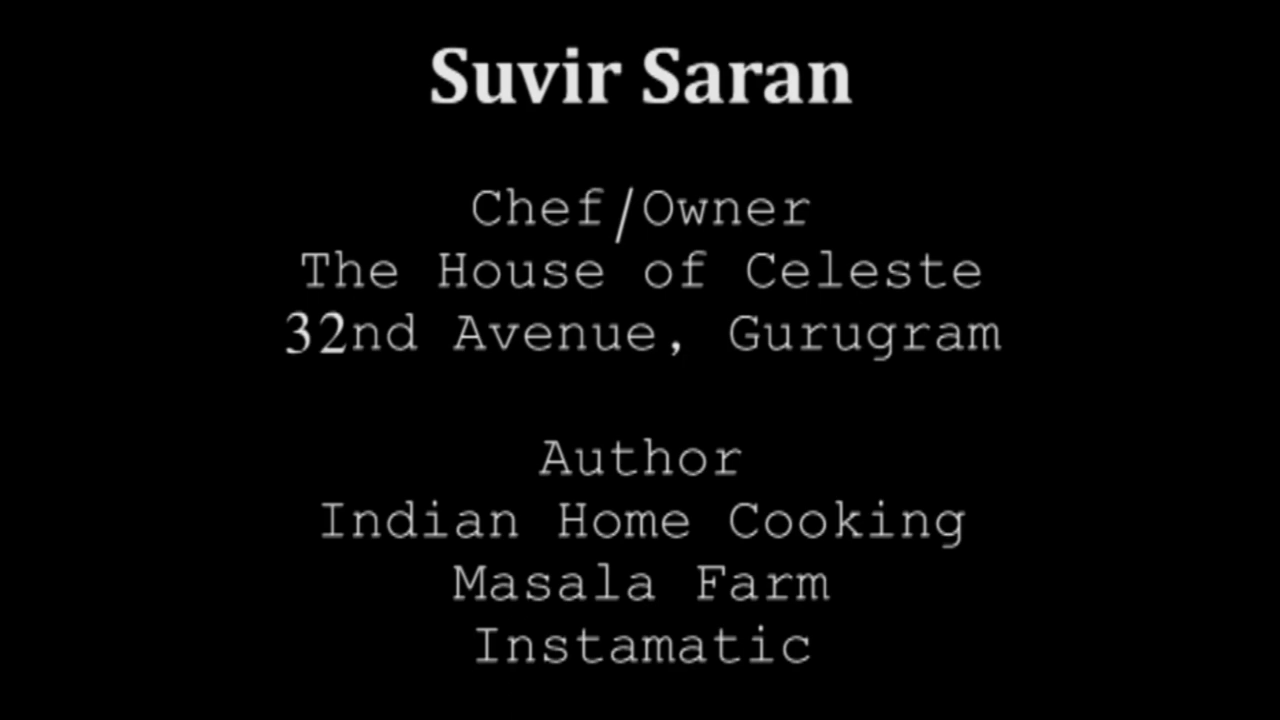 Suvir Saran
Chef/Owner
The House of Celeste
32nd Avenue, Gurugram
Author
Indian Home Cooking
Masala Farm
Instamatic